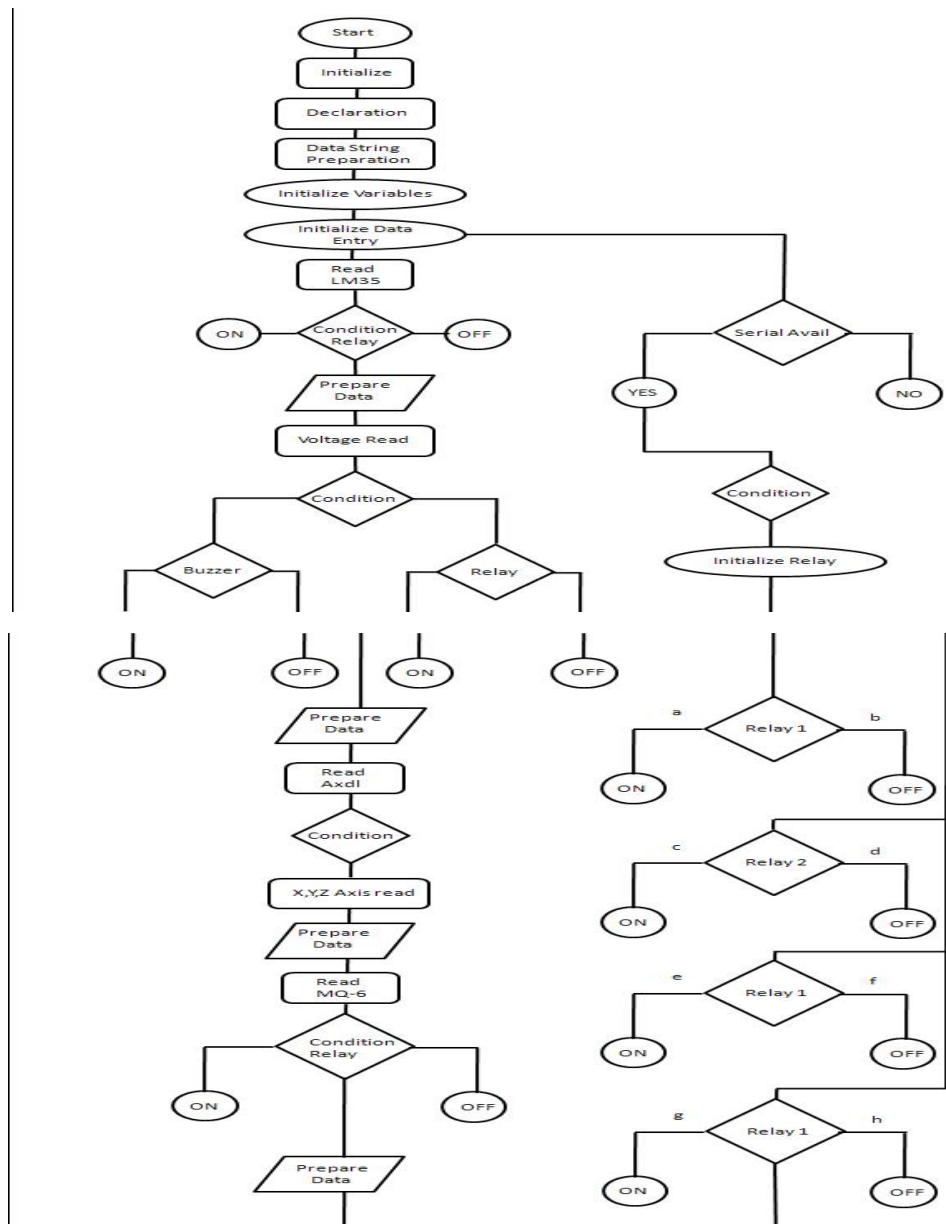 Start
Initialize
Declaration
Data String
Preparation
Initialize Variables
Initialize Data
Entry
Read
LM35
ON
Condition
Relay
OFF
Serial Avail
Prepare
Data
YES
NO
Voltage Read
Condition
Condition
Buzzer
Relay
Initialize Relay
ON
OFF
ON
OFF
Prepare
Data
a
Relay 1
b
Read
Axdl
ON
OFF
Condition
c
Relay 2
d
X,Y,Z Axis read
ON
OFF
Prepare
Data
Read
MQ-6
e
Relay 1
f
Condition
Relay
ON
OFF
ON
OFF
g
Relay 1
h
Prepare
Data
ON
OFF